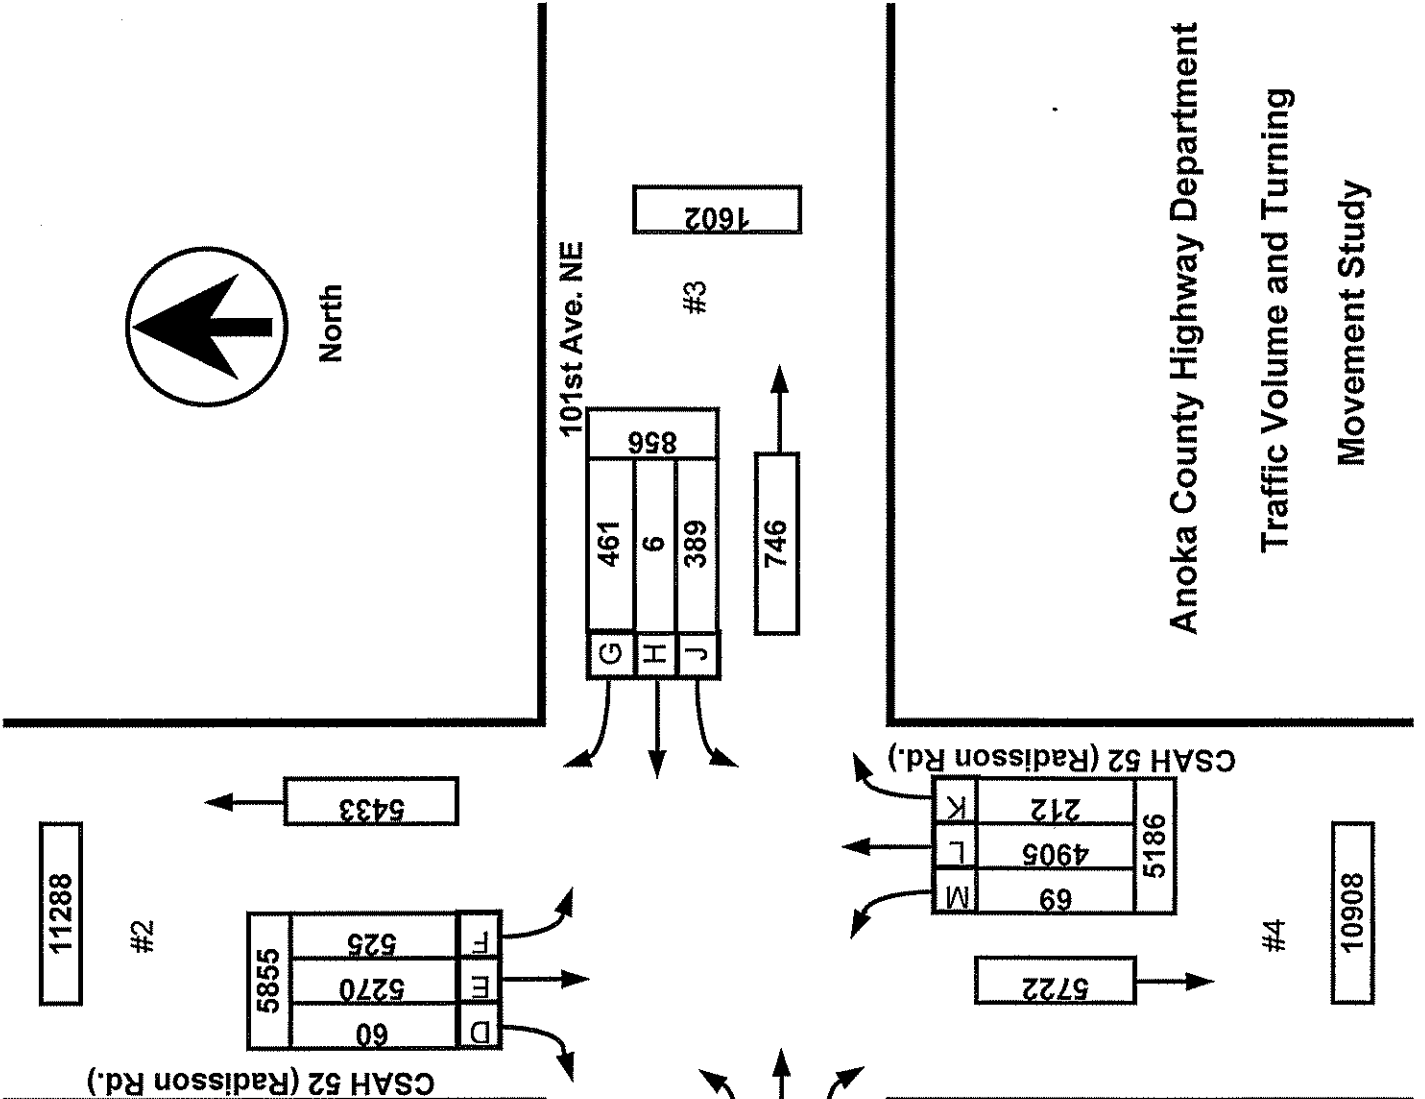 North
101st Ave. NE
1602
#3
856
G 461
H 6
J 389
746
11288
#2
5433
5855
D 60
E 5270
F 525
CSAH 52 (Radisson Rd.)
CSAH 52 (Radisson Rd.)
K 212
L 4905
M 69
5186
5722
#4
10908
Anoka County Highway Department
Traffic Volume and Turning
Movement Study